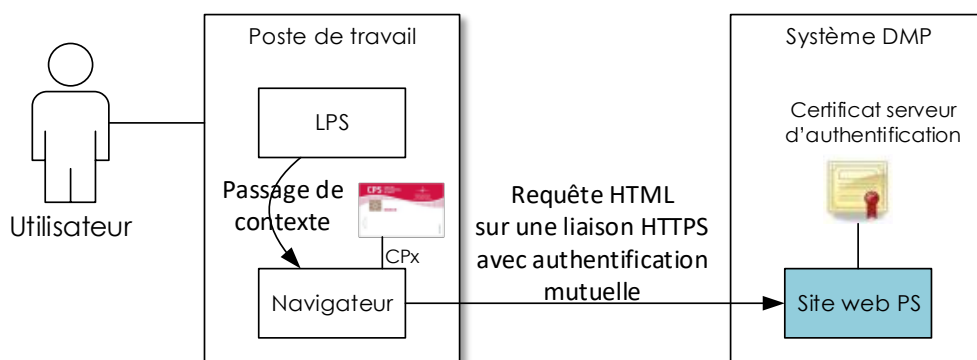 Poste de travail
Système DMP
LPS
Certificat serveur
d'authentification
Passage de
contexte
CPS
Requête HTML
sur une liaison HTTPS
avec authentification
mutuelle
Utilisateur
CPx
Navigateur
Site web PS